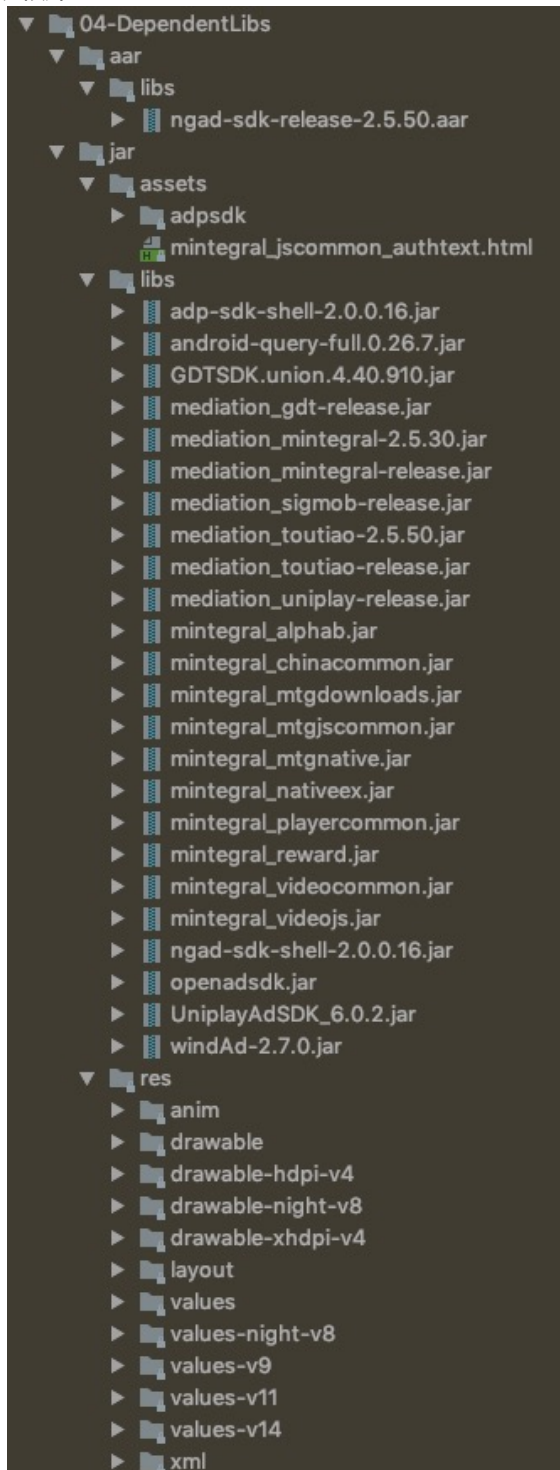 04-DependentLibs
aar
libs
ngad-sdk-release-2.5.50.aar
jar
assets
adpsdk
mintegral_jscommon_authtext.html
libs
adp-sdk-shell-2.0.0.16.jar
android-query-full.0.26.7.jar
GDTSDK.union.4.40.910.jar
mediation_gdt-release.jar
mediation_mintegral-2.5.30.jar
mediation_mintegral-release.jar
mediation_sigmob-release.jar
mediation_toutiao-2.5.50.jar
mediation_toutiao-release.jar
mediation_uniplay-release.jar
mintegral_alphab.jar
mintegral_chinacommon.jar
mintegral_mtgdownloads.jar
mintegral_mtgjscommon.jar
mintegral_mtgnative.jar
mintegral_nativeex.jar
mintegral_playercommon.jar
mintegral_reward.jar
mintegral_videocommon.jar
mintegral_videojs.jar
ngad-sdk-shell-2.0.0.16.jar
openadsdk.jar
UniplayAdSDK_6.0.2.jar
windAd-2.7.0.jar
res
anim
drawable
drawable-hdpi-v4
drawable-night-v8
drawable-xhdpi-v4
layout
values
values-night-v8
values-v9
values-v11
values-v14
xml